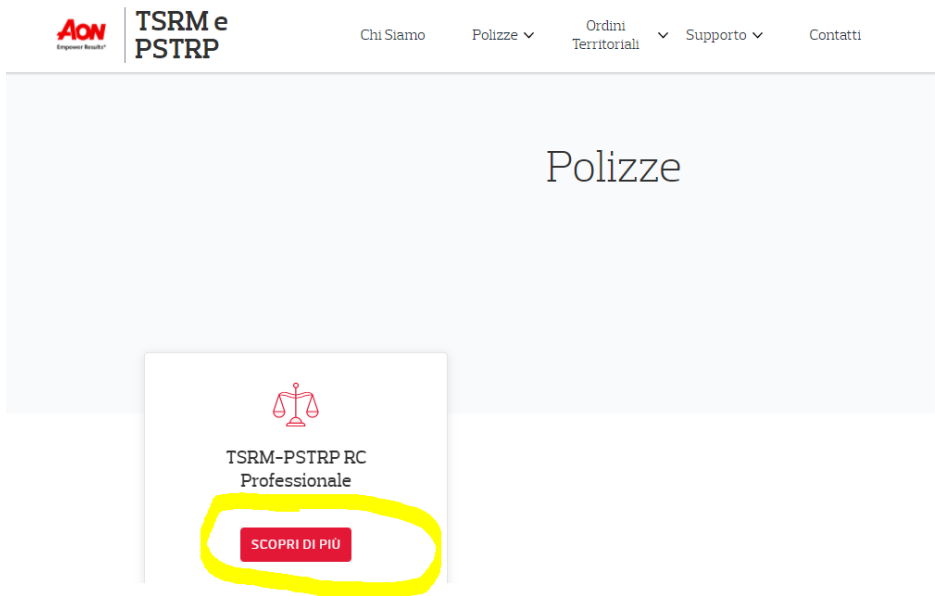 AON
Empower Results®
TSRM e
PSTRP
Chi Siamo
Polizze
Ordini
Territoriali
Supporto
Contatti
Polizze
TSRM-PSTRP RC
Professionale
SCOPRI DI PIÙ